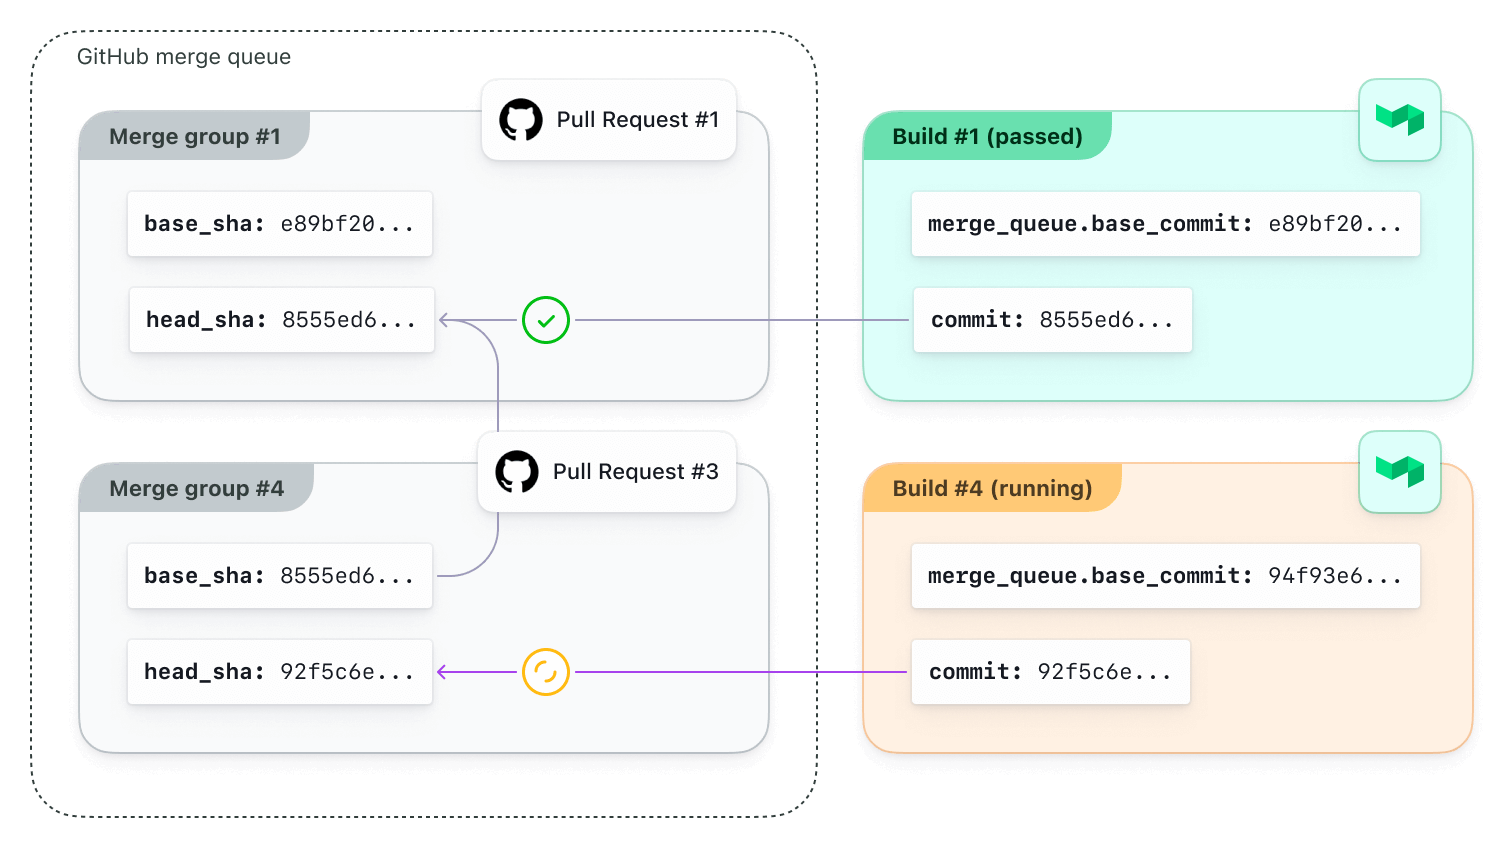 GitHub merge queue
Merge group #1
Pull Request #1
base_sha: e89bf20...
head_sha: 8555ed6...
Build #1 (passed)
merge_queue.base_commit: e89bf20...
commit: 8555ed6...
Merge group #4
Pull Request #3
base_sha: 8555ed6...
head_sha: 92f5c6e...
Build #4 (running)
merge_queue.base_commit: 94f93e6...
commit: 92f5c6e...